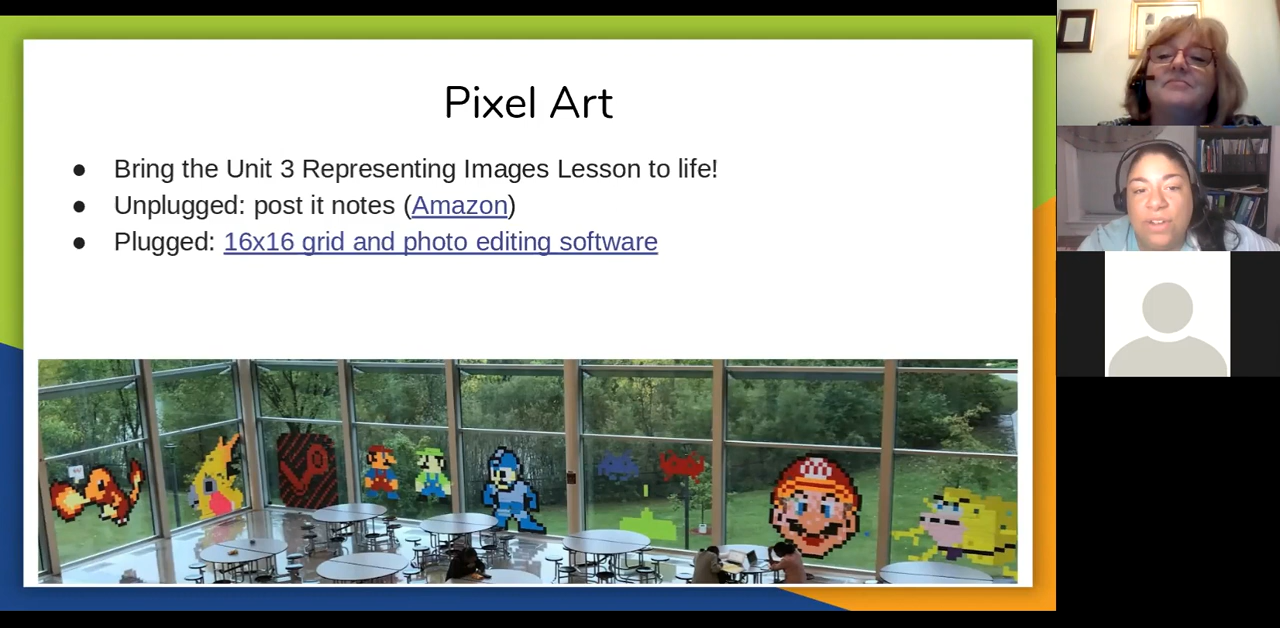 Pixel Art
● Bring the Unit 3 Representing Images Lesson to life!
● Unplugged: post it notes (Amazon)
● Plugged: 16x16 grid and photo editing software